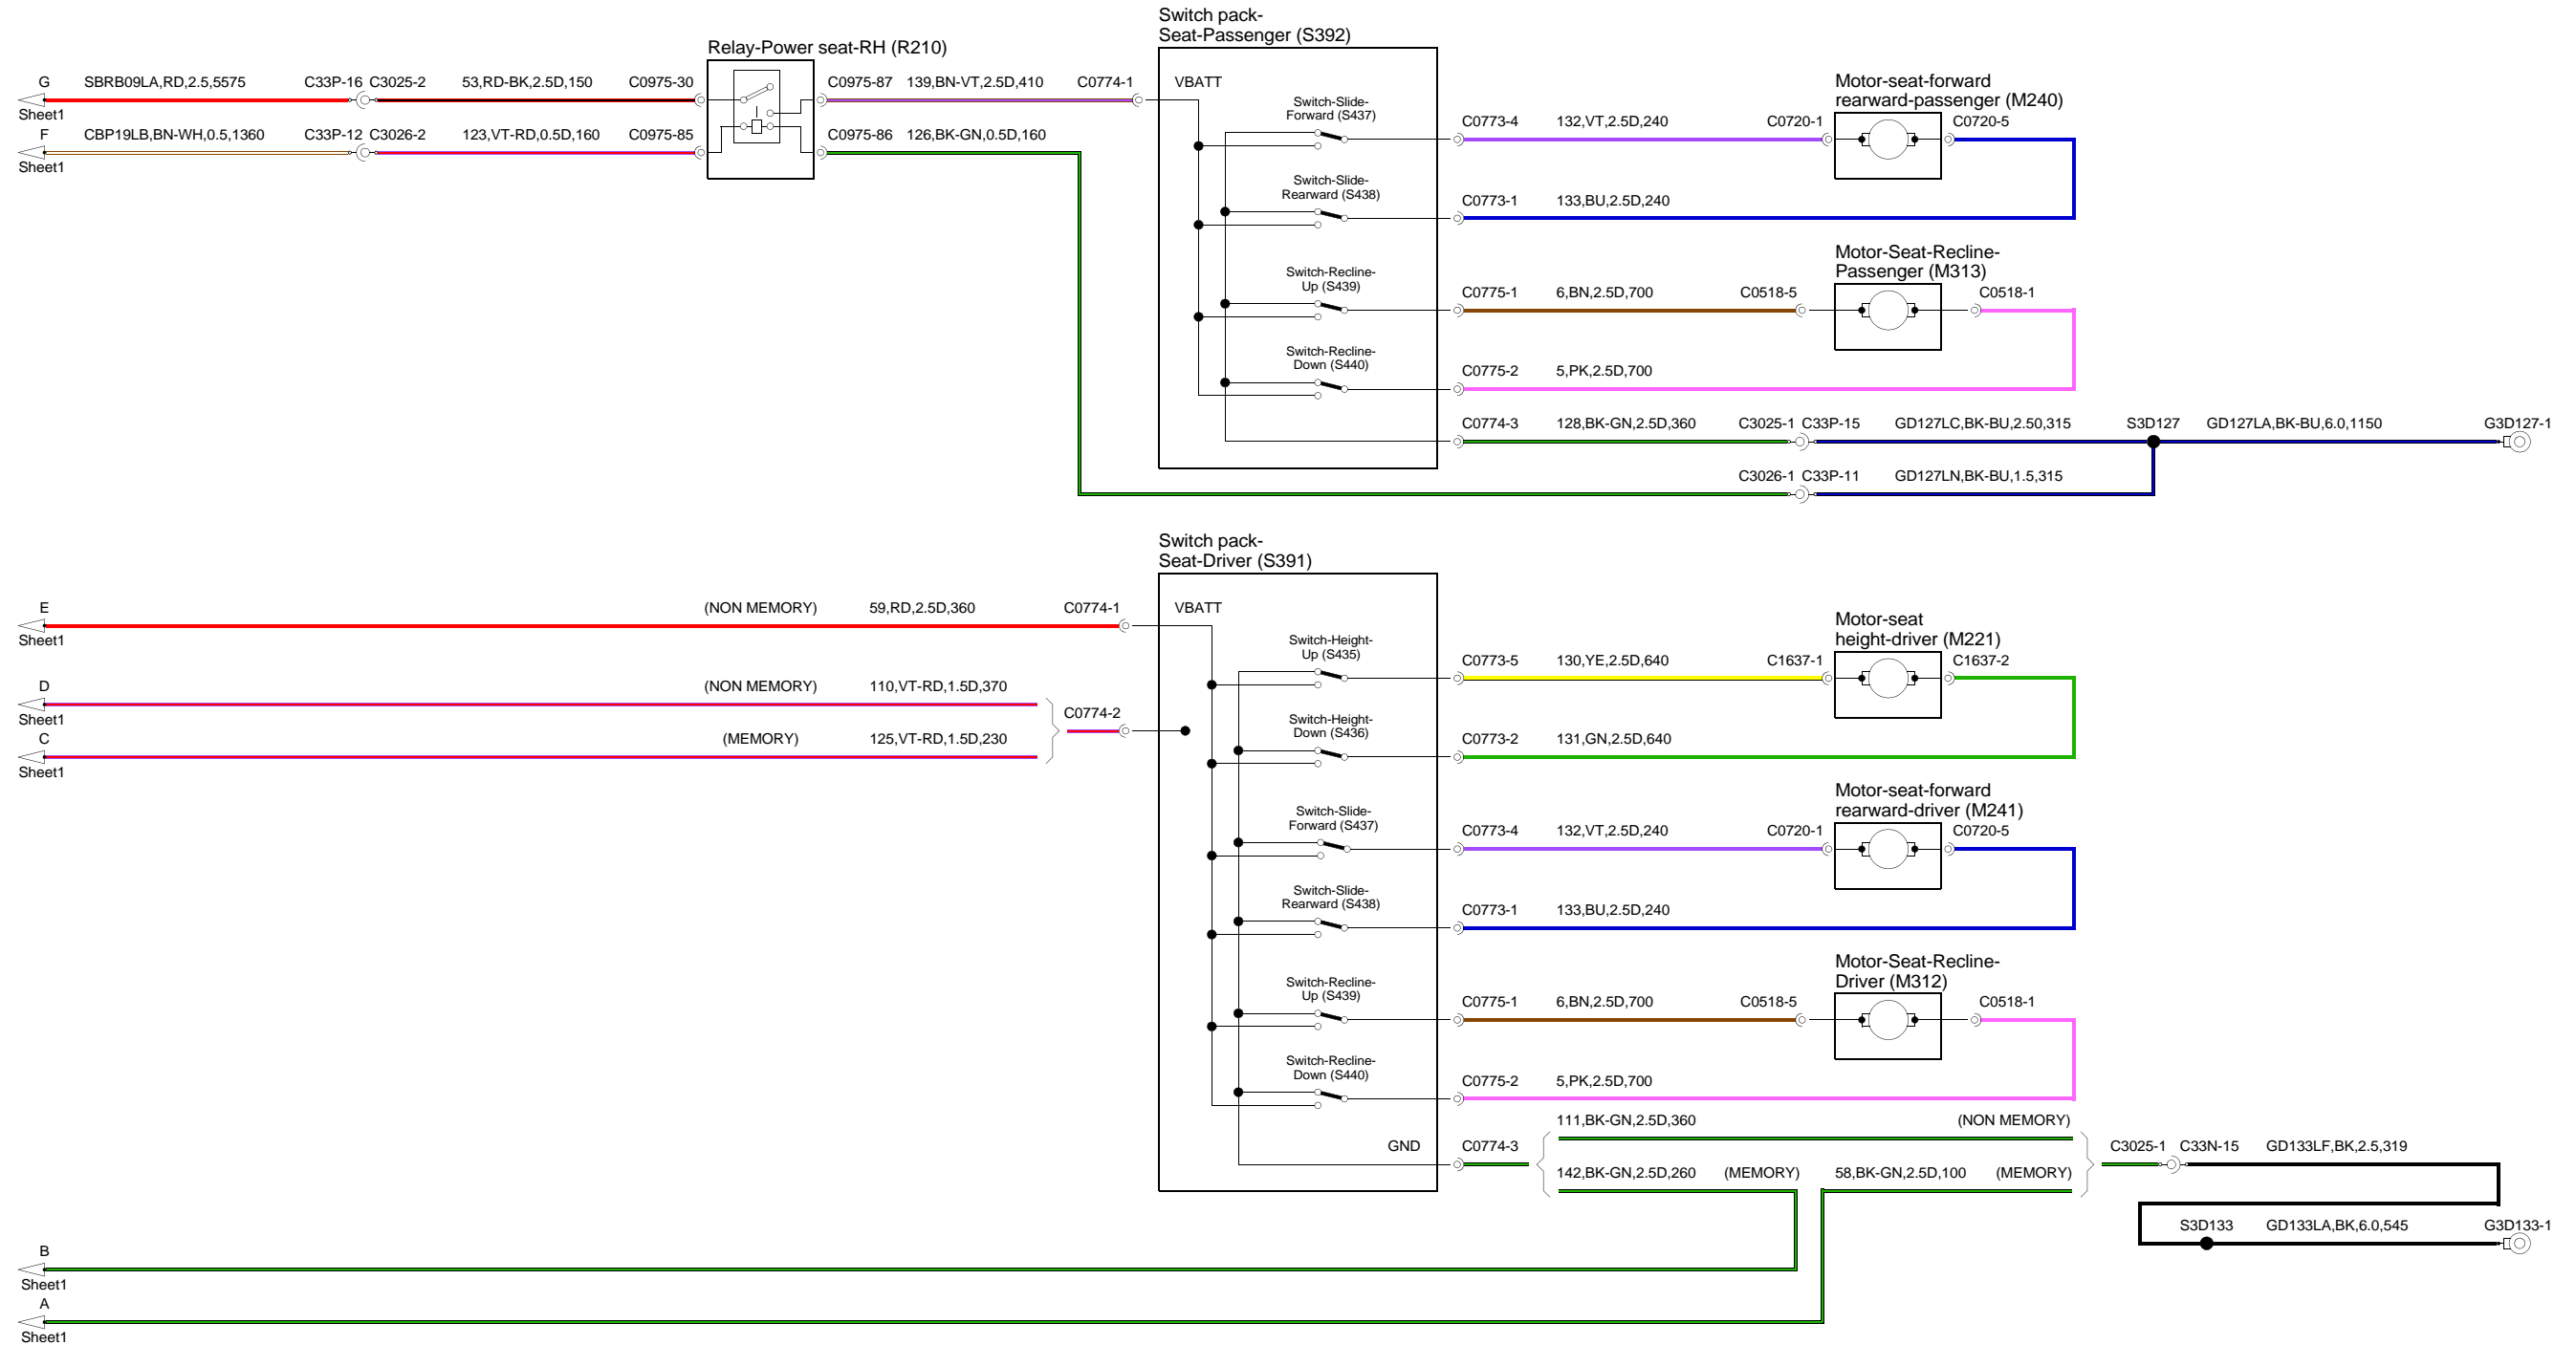 Switch pack-
Seat-Passenger (S392)
Relay-Power seat-RH (R210)
G
SBRB09LA,RD,2.5,5575
C33P-16 C3025-2
53,RD-BK,2.5D,150
C0975-30
C0975-87
139,BN-VT,2.5D,410
C0774-1
VBATT
Sheet1
F
CBP19LB,BN-WH,0.5,1360
C33P-12 C3026-2
123,VT-RD,0.5D,160
C0975-85
C0975-86
126,BK-GN,0.5D,160
Sheet1
Switch-Slide-
Forward (S437)
C0773-4
132,VT,2.5D,240
C0720-1
Motor-seat-forward
rearward-passenger (M240)
C0720-5
Switch-Slide-
Rearward (S438)
C0773-1
133,BU,2.5D,240
Motor-Seat-Recline-
Passenger (M313)
Switch-Recline-
Up (S439)
C0775-1
6,BN,2.5D,700
C0518-5
C0518-1
Switch-Recline-
Down (S440)
C0775-2
5,PK,2.5D,700
C0774-3
128,BK-GN,2.5D,360
C3025-1 C33P-15
GD127LC,BK-BU,2.50,315
S3D127
GD127LA,BK-BU,6.0,1150
G3D127-1
C3026-1 C33P-11
GD127LN,BK-BU,1.5,315
Switch pack-
Seat-Driver (S391)
E
(NON MEMORY)
59,RD,2.5D,360
C0774-1
VBATT
Sheet1
D
(NON MEMORY)
110,VT-RD,1.5D,370
Sheet1
C0774-2
C
(MEMORY)
125,VT-RD,1.5D,230
Sheet1
Switch-Height-
Up (S435)
C0773-5
130,YE,2.5D,640
C1637-1
Motor-seat
height-driver (M221)
C1637-2
Switch-Height-
Down (S436)
C0773-2
131,GN,2.5D,640
Motor-seat-forward
rearward-driver (M241)
Switch-Slide-
Forward (S437)
C0773-4
132,VT,2.5D,240
C0720-1
C0720-5
Switch-Slide-
Rearward (S438)
C0773-1
133,BU,2.5D,240
Motor-Seat-Recline-
Driver (M312)
Switch-Recline-
Up (S439)
C0775-1
6,BN,2.5D,700
C0518-5
C0518-1
Switch-Recline-
Down (S440)
C0775-2
5,PK,2.5D,700
111,BK-GN,2.5D,360
(NON MEMORY)
GND
C0774-3
C3025-1 C33N-15
GD133LF,BK,2.5,319
142,BK-GN,2.5D,260
(MEMORY)
58,BK-GN,2.5D,100
(MEMORY)
S3D133
GD133LA,BK,6.0,545
G3D133-1
B
Sheet1
A
Sheet1